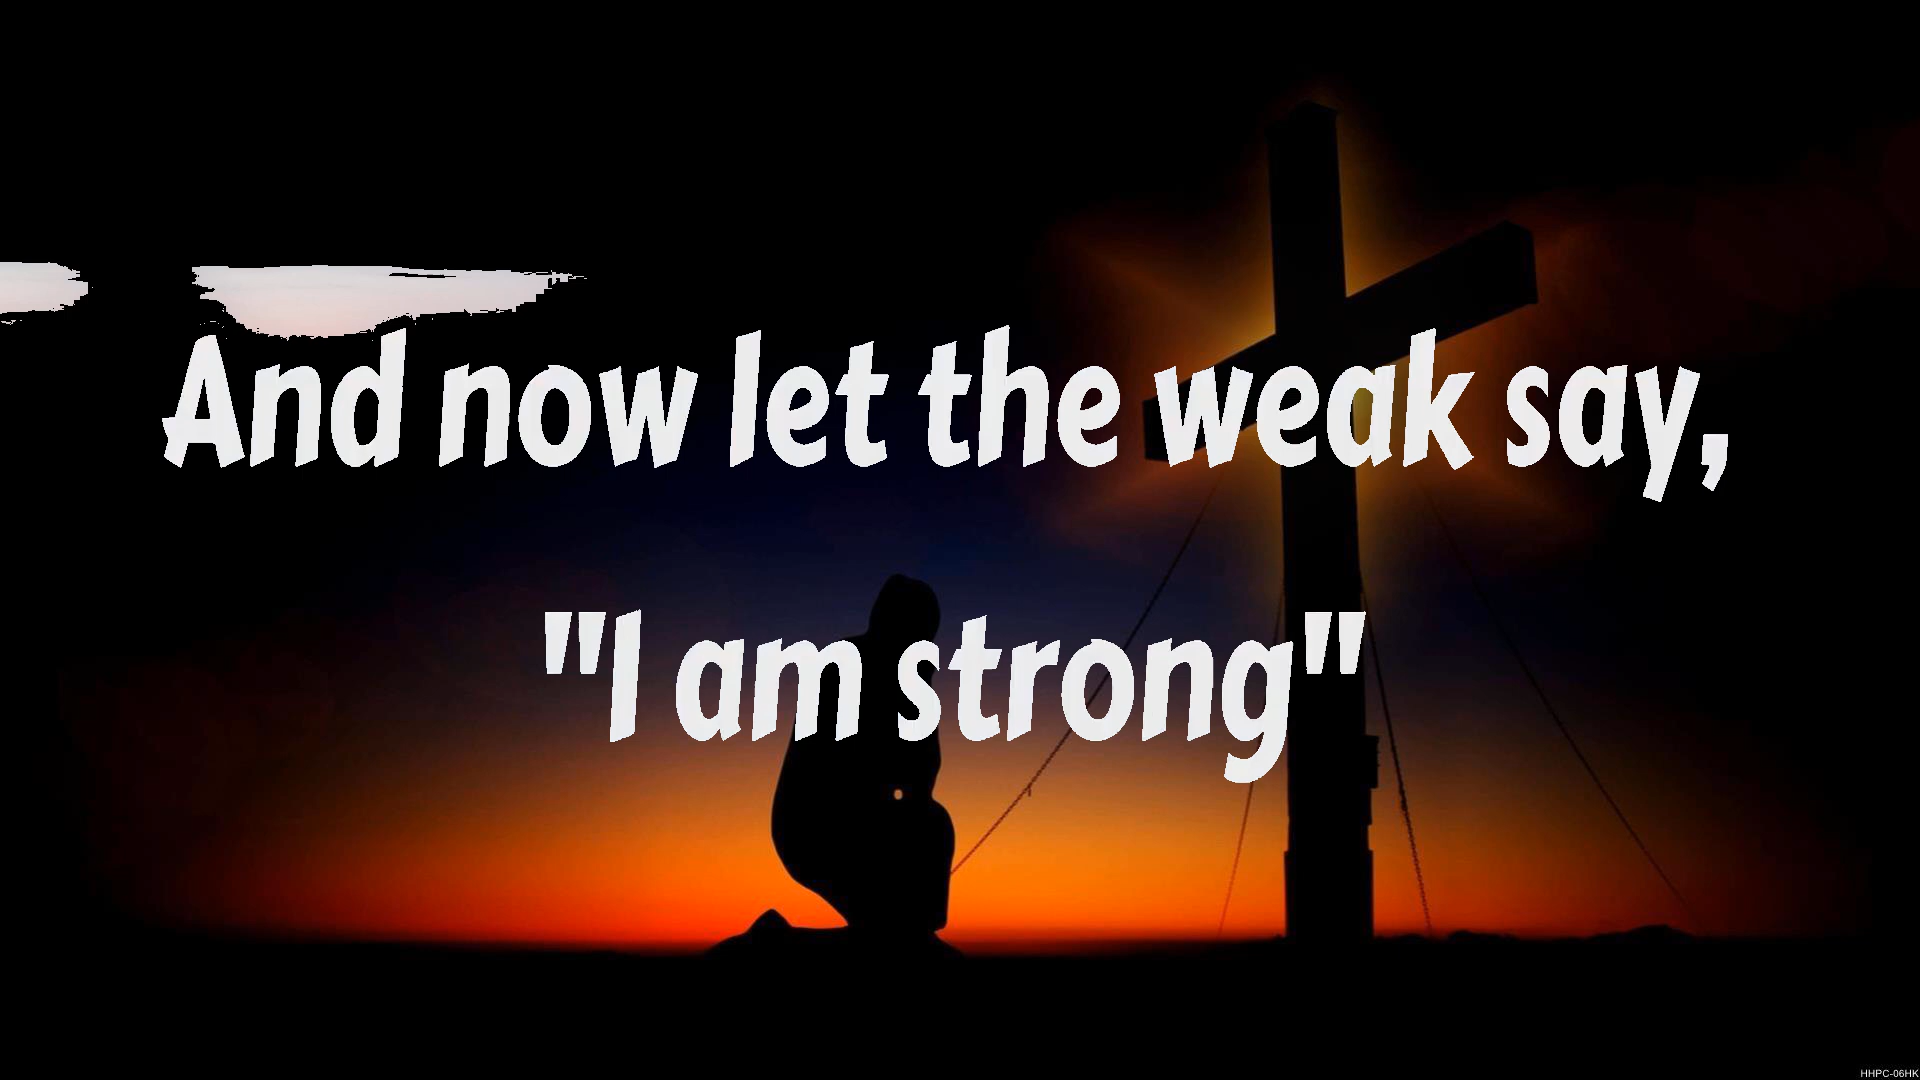 And now let the weak say,
"I am strong"
HHPC-06HK